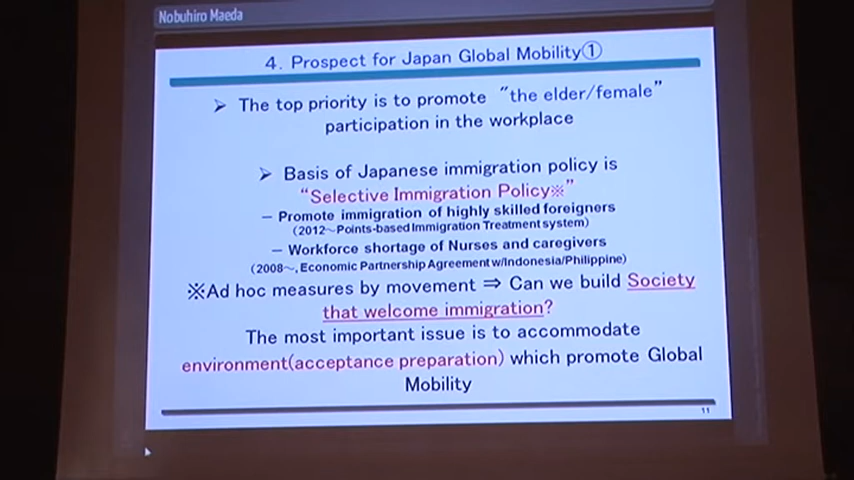 Nobuhiro Maeda
4. Prospect for Japan Global Mobility①
➢ The top priority is to promote "the elder/female"
participation in the workplace
➢ Basis of Japanese immigration policy is
"Selective Immigration Policy※"
– Promote immigration of highly skilled foreigners
(2012～Points-based Immigration Treatment system)
– Workforce shortage of Nurses and caregivers
(2008～, Economic Partnership Agreement w/Indonesia/Philippine)
※Ad hoc measures by movement ⇒ Can we build Society
that welcome immigration?
The most important issue is to accommodate
environment(acceptance preparation) which promote Global
Mobility
11